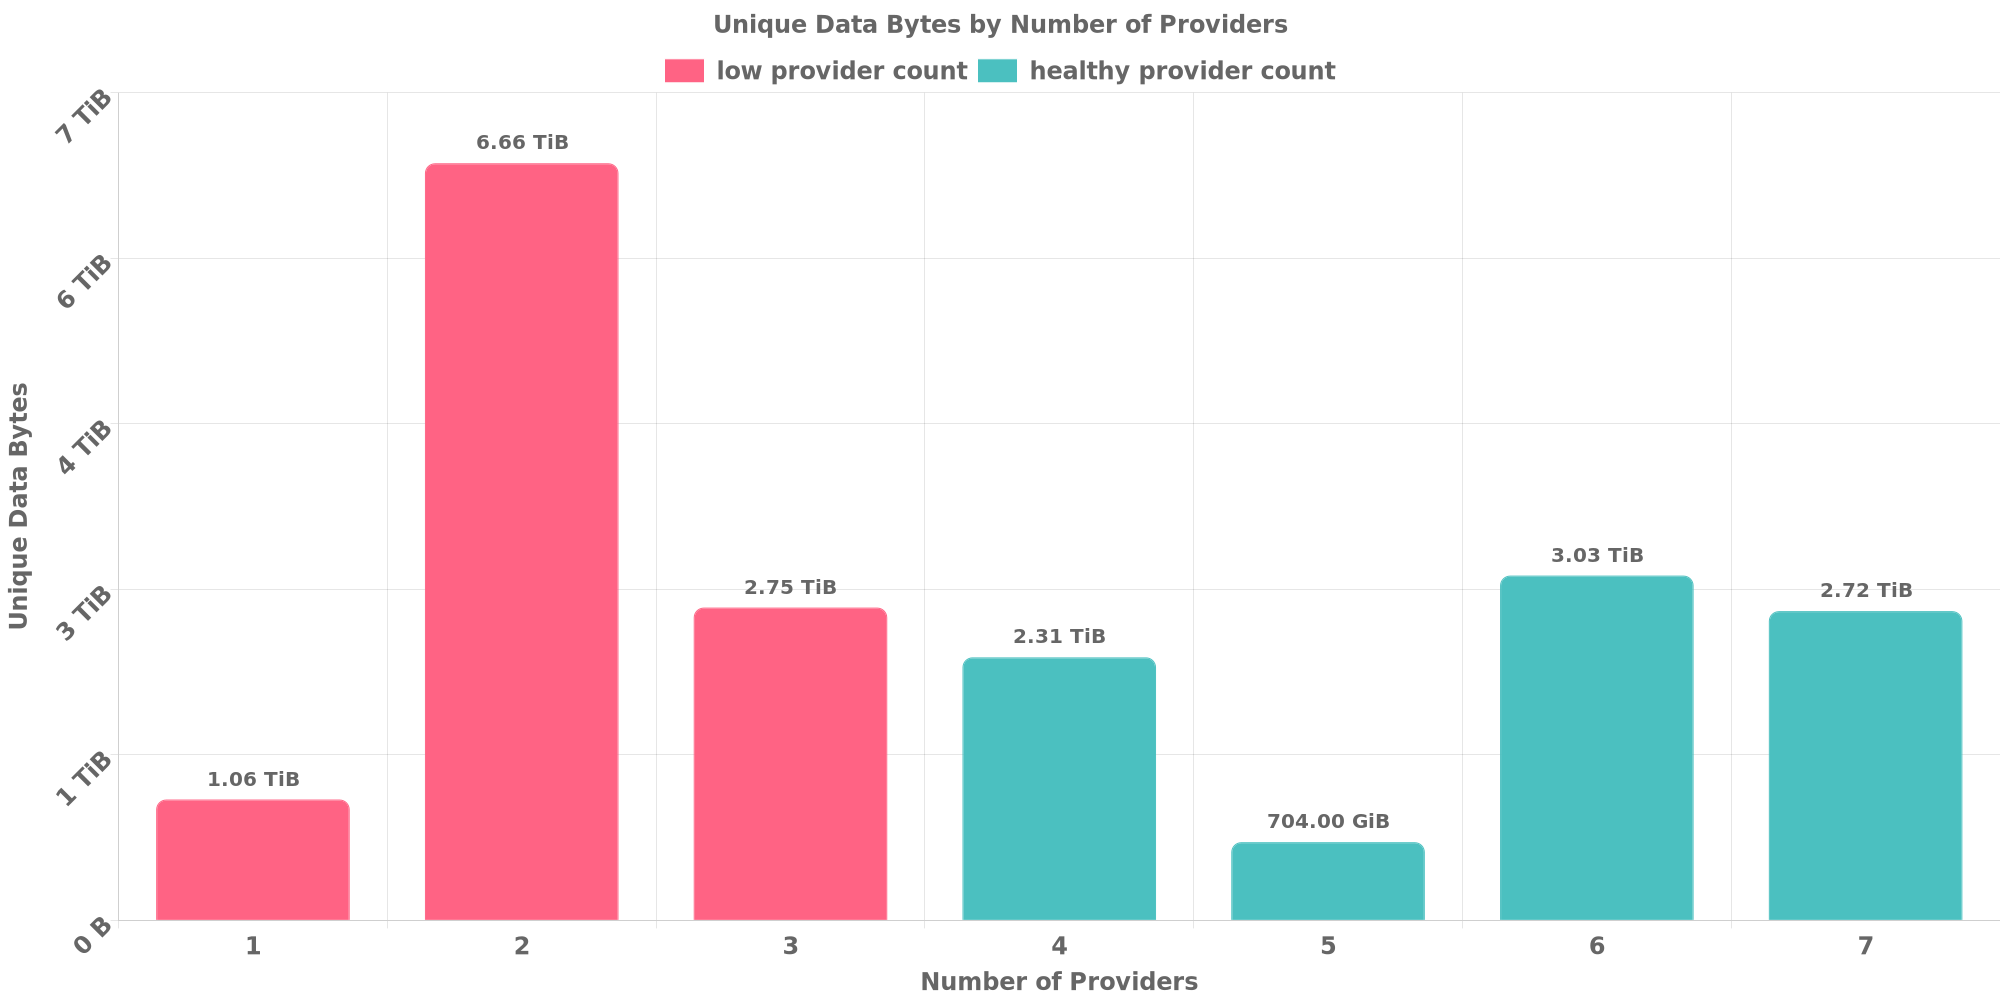 Unique Data Bytes by Number of Providers
low provider count healthy provider count
7 TiB
6 TiB
4 TiB
3 TiB
1 TiB
0 B
Unique Data Bytes
1.06 TiB
6.66 TiB
2.75 TiB
2.31 TiB
704.00 GiB
3.03 TiB
2.72 TiB
1 2 3 4 5 6 7
Number of Providers